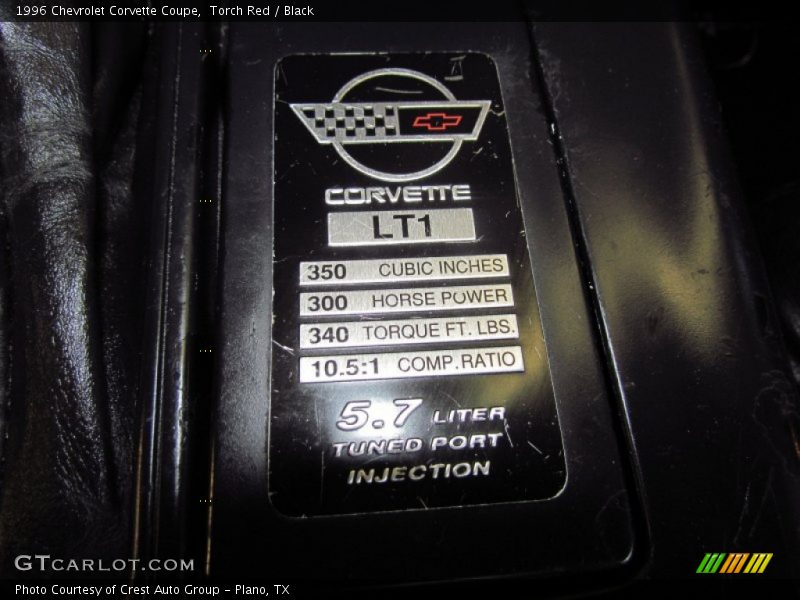 1996 Chevrolet Corvette Coupe,  Torch Red / Black
CORVETTE
LT1
350 CUBIC INCHES
300 HORSE POWER
340 TORQUE FT. LBS.
10.5:1 COMP.RATIO
5.7 LITER
TUNED PORT
INJECTION
GTCARLOT.COM
Photo Courtesy of Crest Auto Group - Plano, TX